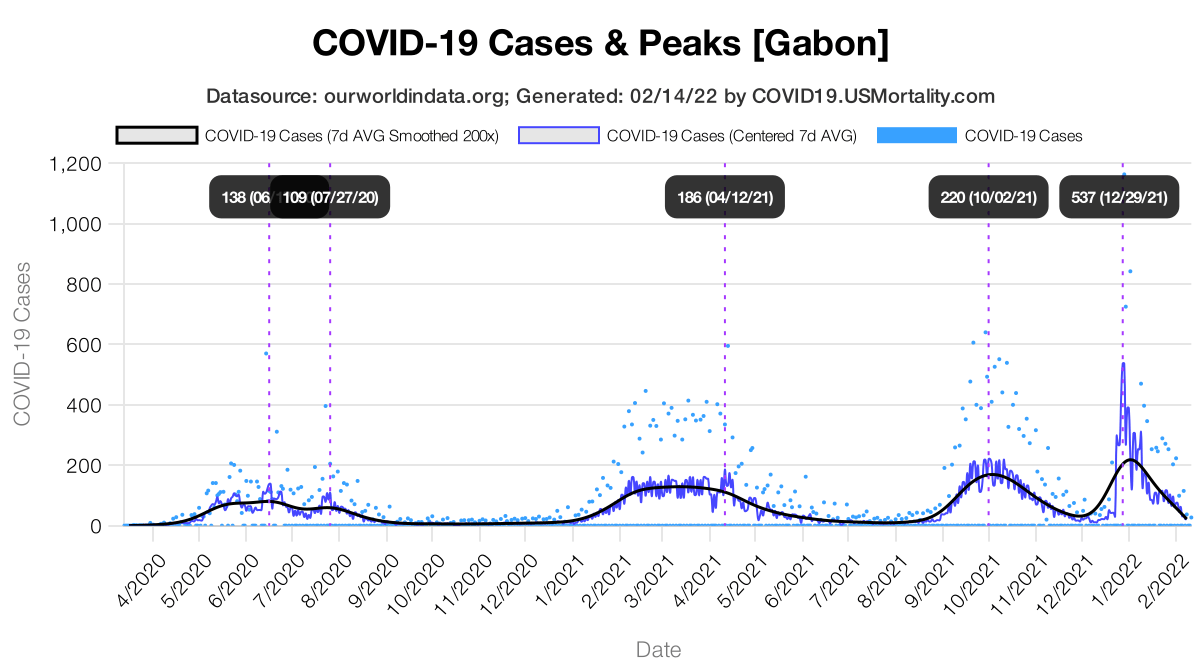 COVID-19 Cases & Peaks [Gabon]
Datasource: ourworldindata.org; Generated: 02/14/22 by COVID19.USMortality.com
COVID-19 Cases (7d AVG Smoothed 200x) COVID-19 Cases (Centered 7d AVG) COVID-19 Cases
1,200
138 (06/ 109 (07/27/20) 186 (04/12/21) 220 (10/02/21) 537 (12/29/21)
1,000
800
600
400
200
0
COVID-19 Cases
4/2020 5/2020 6/2020 7/2020 8/2020 9/2020 10/2020 11/2020 12/2020 1/2021 2/2021 3/2021 4/2021 5/2021 6/2021 7/2021 8/2021 9/2021 10/2021 11/2021 12/2021 1/2022 2/2022
Date